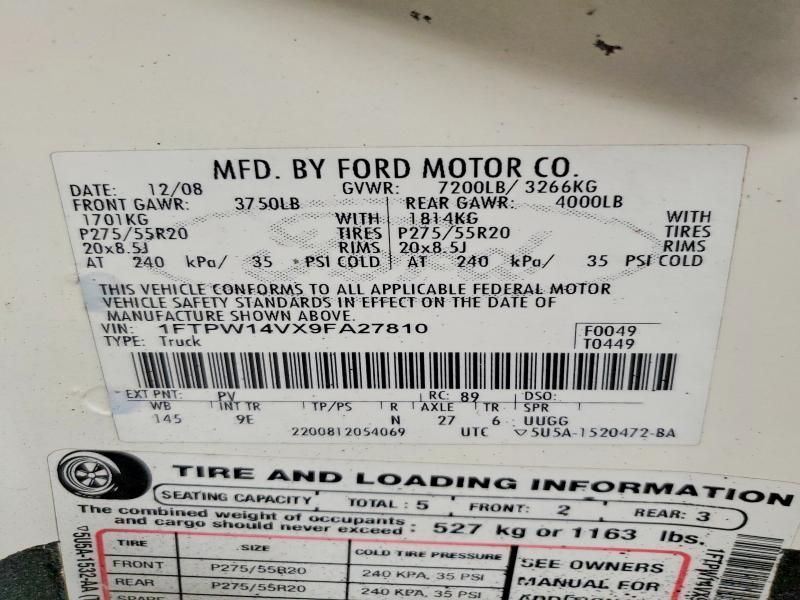 MFD. BY FORD MOTOR CO.
DATE: 12/08 GVWR: 7200LB/ 3266KG
FRONT GAWR: 3750LB REAR GAWR: 4000LB
1701KG WITH 1814KG WITH
P275/55R20 TIRES P275/55R20 TIRES
20x8.5J RIMS 20x8.5J RIMS
AT 240 kPa/ 35 PSI COLD AT 240 kPa/ 35 PSI COLD
THIS VEHICLE CONFORMS TO ALL APPLICABLE FEDERAL MOTOR
VEHICLE SAFETY STANDARDS IN EFFECT ON THE DATE OF
MANUFACTURE SHOWN ABOVE.
VIN: 1FTPW14VX9FA27810 F0049
TYPE: Truck T0449
EXT PNT: PV RC: 89 DSO:
WB INT TR TP/PS R AXLE TR SPR
145 9E N 27 6 UUGG
2200812054069 UTC ▽5U5A-1520472-BA
TIRE AND LOADING INFORMATION
SEATING CAPACITY TOTAL : 5 FRONT: 2 REAR: 3
The combined weight of occupants
and cargo should never exceed : 527 kg or 1163 lbs.
TIRE SIZE COLD TIRE PRESSURE
SEE OWNERS
FRONT P275/55R20 240 KPA, 35 PSI
MANUAL FOR
REAR P275/55R20 240 KPA, 35 PSI